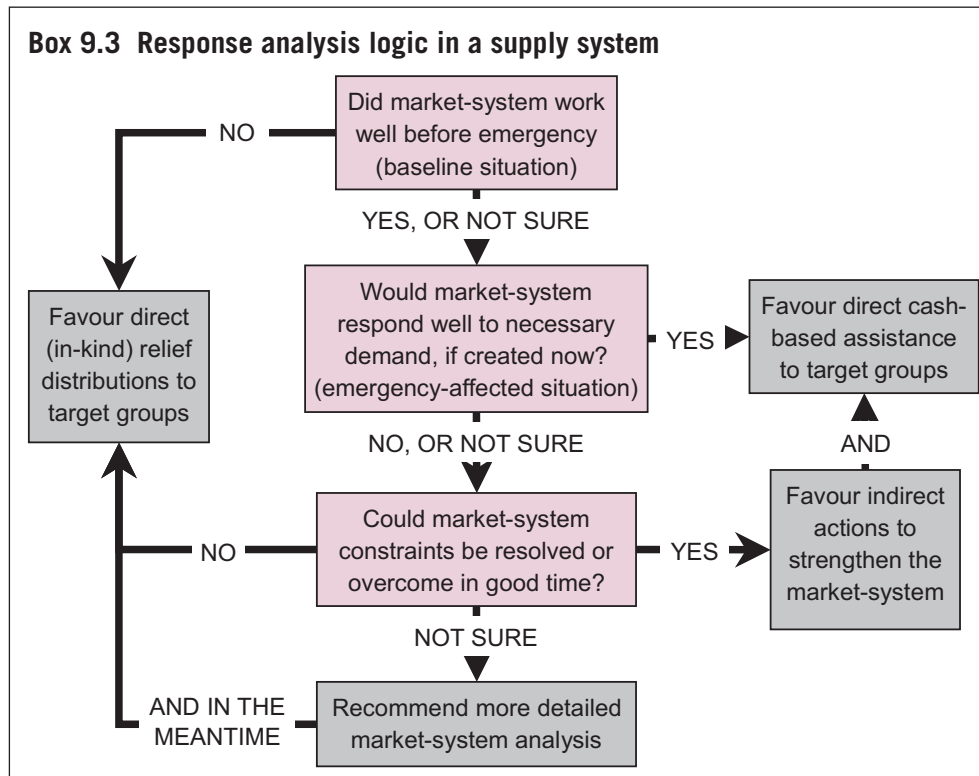 Box 9.3 Response analysis logic in a supply system
Did market-system work
well before emergency
(baseline situation)
NO
YES, OR NOT SURE
Would market-system
respond well to necessary
demand, if created now?
(emergency-affected situation)
YES
Favour direct cash-
based assistance
to target groups
Favour direct
(in-kind) relief
distributions to
target groups
NO, OR NOT SURE
AND
Could market-system
constraints be resolved or
overcome in good time?
NO
YES
Favour indirect
actions to
strengthen the
market-system
NOT SURE
AND IN THE
MEANTIME
Recommend more detailed
market-system analysis